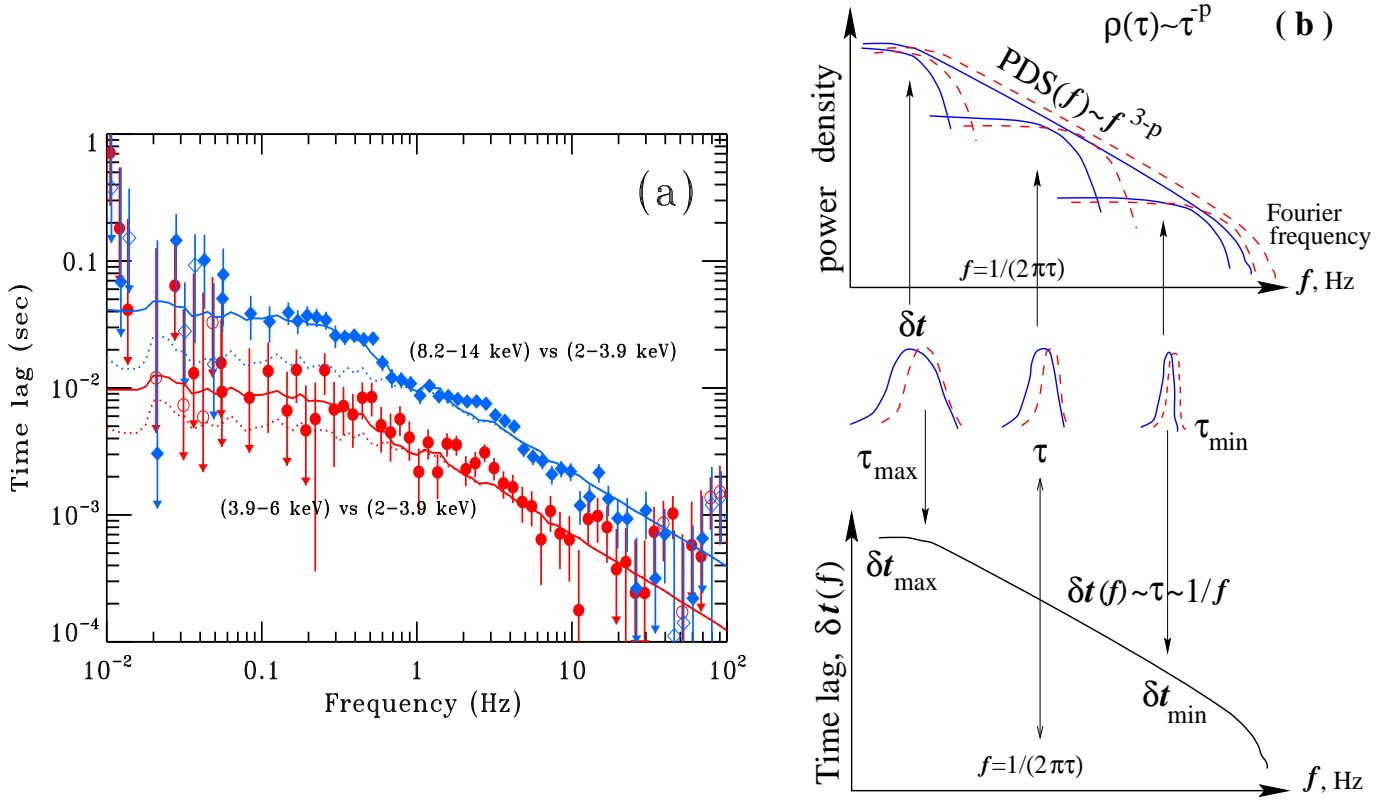 (a)
1
0.1
10⁻²
10⁻³
10⁻⁴
Time lag (sec)
(8.2−14 keV) vs (2−3.9 keV)
(3.9−6 keV) vs (2−3.9 keV)
10⁻² 0.1 1 10 10²
Frequency (Hz)
ρ(τ)~τ⁻ᵖ
(b)
power density
PDS(f)~f ³⁻ᵖ
Fourier
frequency
f=1/(2πτ)
f, Hz
δt
τmax
τ
τmin
Time lag, δt(f)
δtmax
δt(f)~τ~1/f
δtmin
f=1/(2πτ)
f, Hz